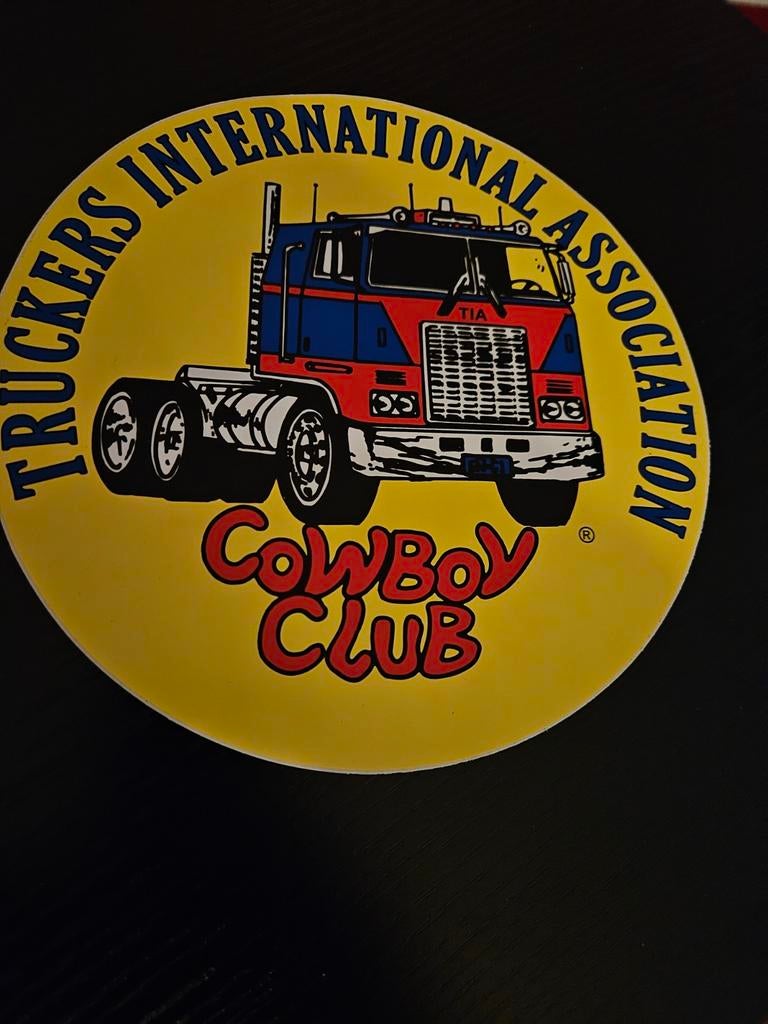 TRUCKERS INTERNATIONAL ASSOCIATION
TIA
COWBOY
CLUB
®